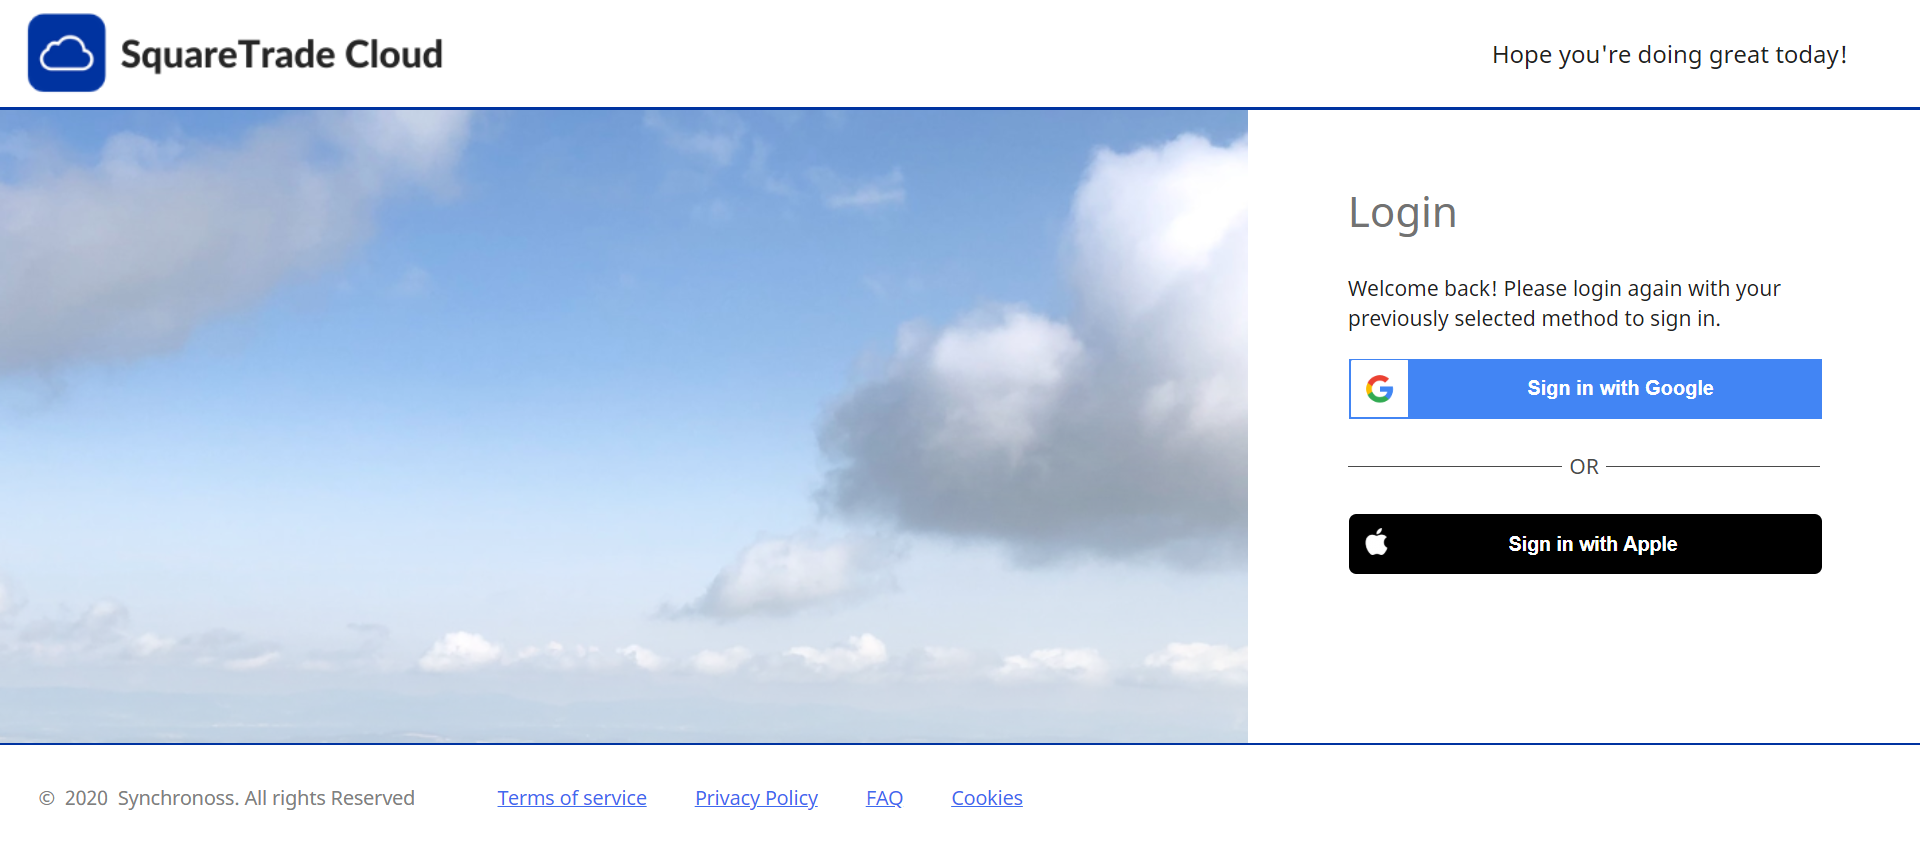 SquareTrade Cloud
Hope you're doing great today!
Login
Welcome back! Please login again with your
previously selected method to sign in.
Sign in with Google
OR
Sign in with Apple
© 2020 Synchronoss. All rights Reserved
Terms of service
Privacy Policy
FAQ
Cookies